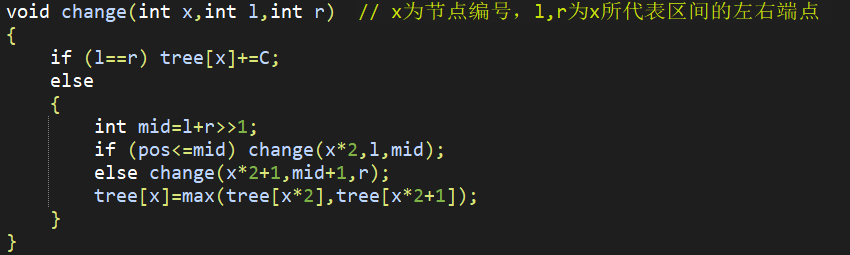 void change(int x,int l,int r)  // x为节点编号，l,r为x所代表区间的左右端点
{
    if (l==r) tree[x]+=C;
    else
    {
        int mid=l+r>>1;
        if (pos<=mid) change(x*2,l,mid);
        else change(x*2+1,mid+1,r);
        tree[x]=max(tree[x*2],tree[x*2+1]);
    }
}